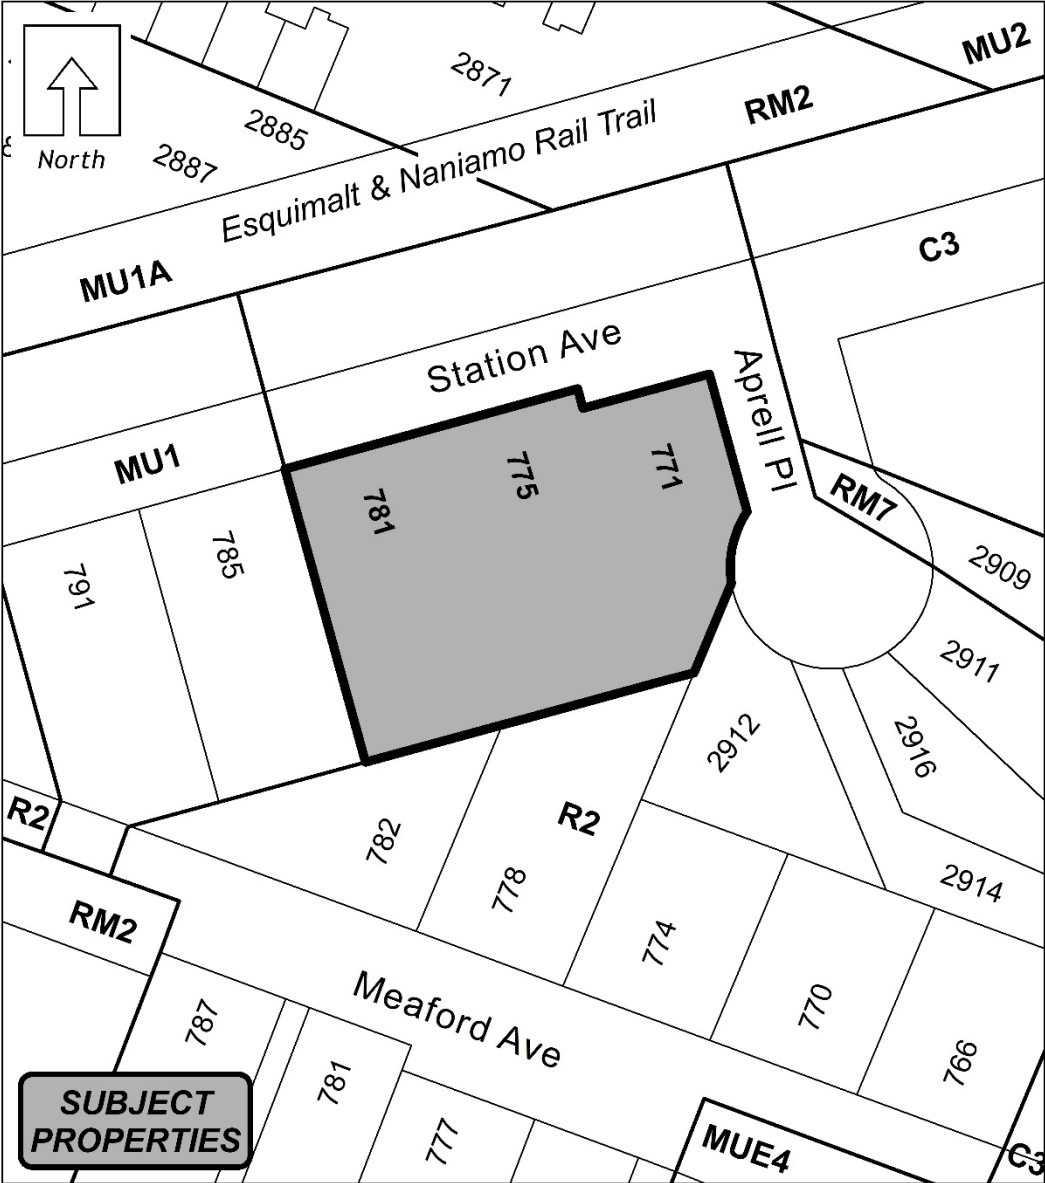 MU2
2871
RM2
2885
Esquimalt & Naniamo Rail Trail
North
2887
C3
MU1A
Station Ave
Aprell Pl
MU1
771
775
RM7
781
785
2909
791
2911
2912
2916
R2
R2
782
778
2914
RM2
774
Meaford Ave
770
787
766
781
SUBJECT
PROPERTIES
777
MUE4
C3